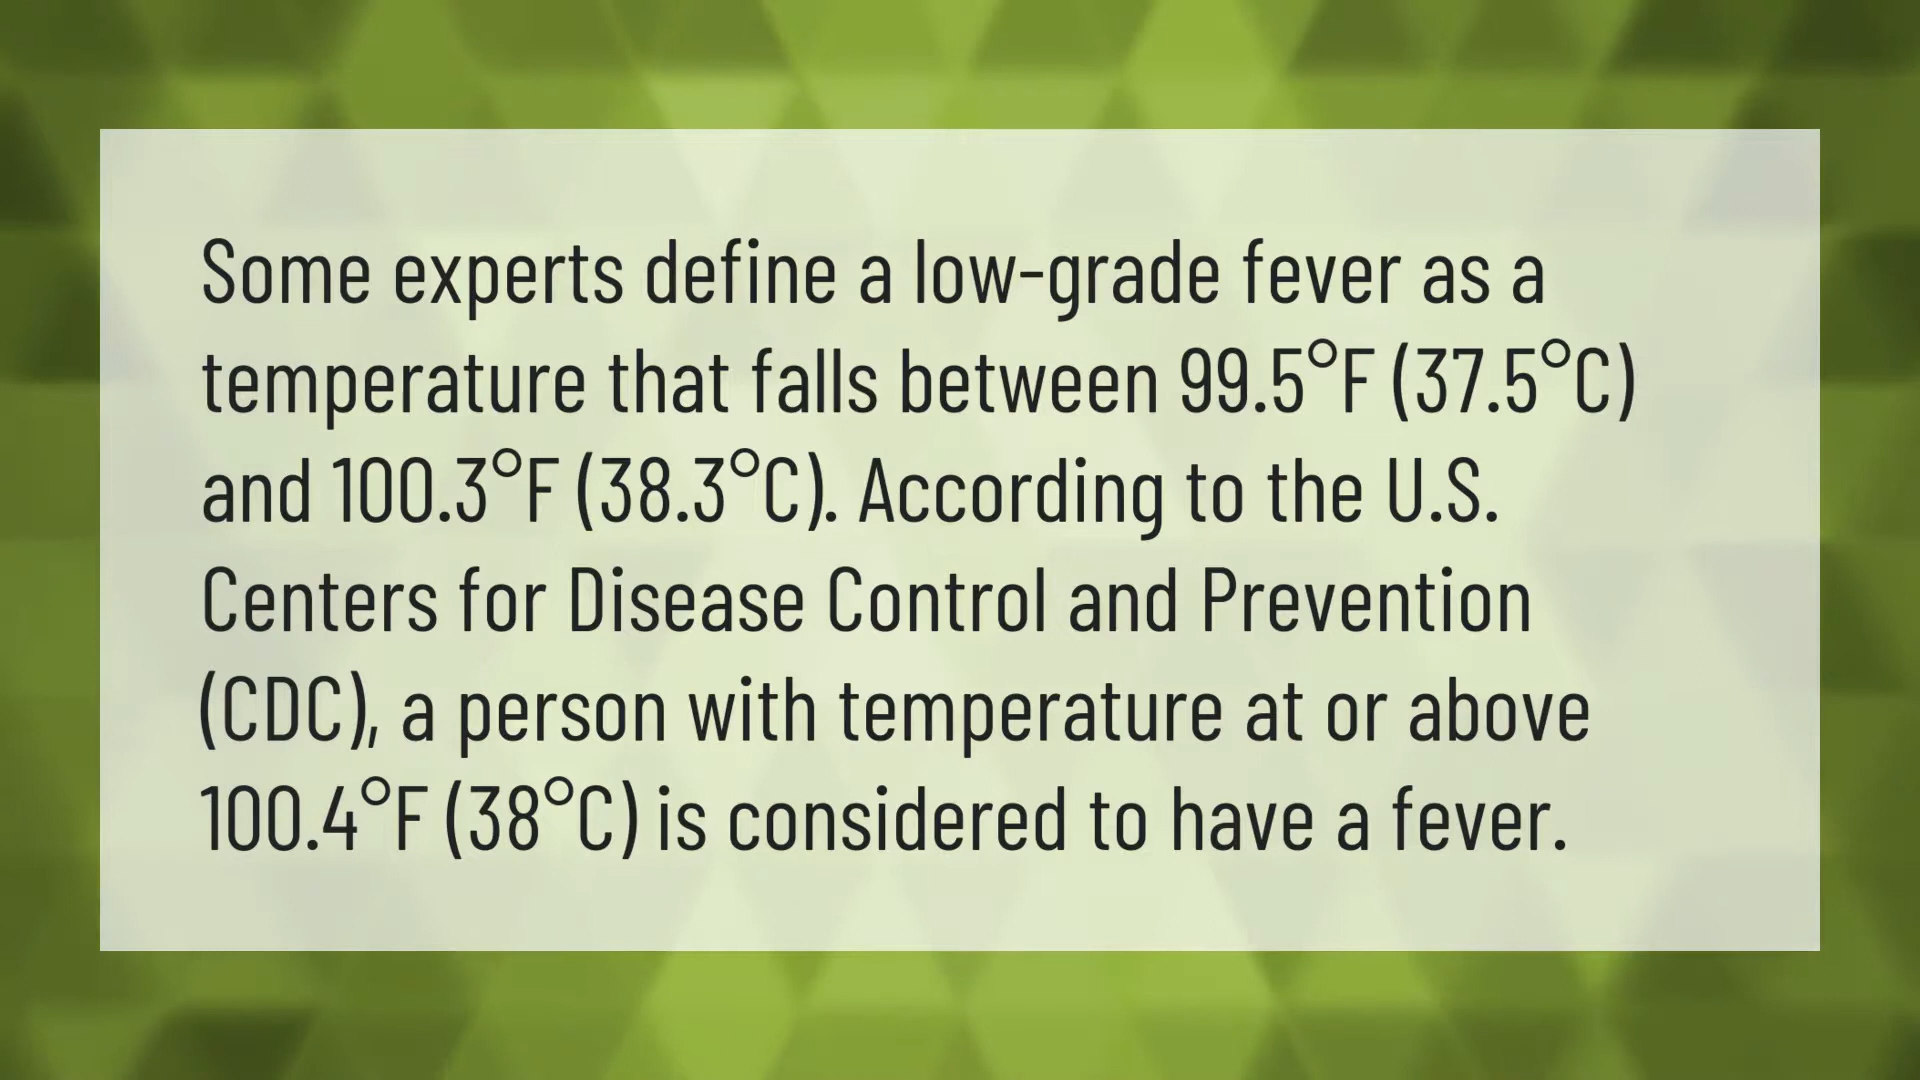 Some experts define a low-grade fever as a
temperature that falls between 99.5°F (37.5°C)
and 100.3°F (38.3°C). According to the U.S.
Centers for Disease Control and Prevention
(CDC), a person with temperature at or above
100.4°F (38°C) is considered to have a fever.